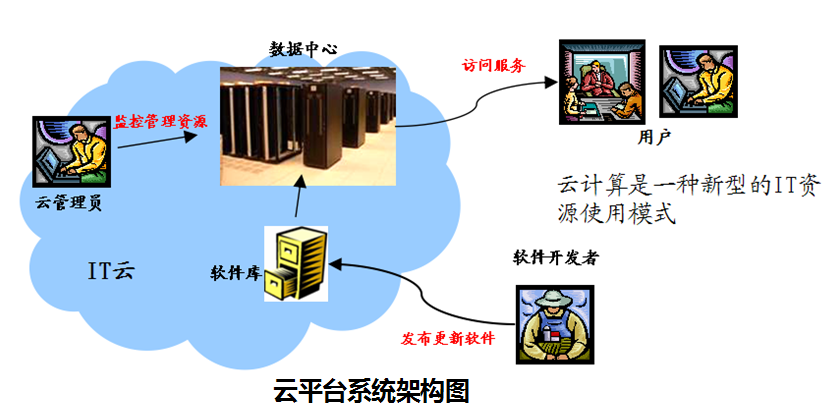 数据中心
访问服务
监控管理资源
用户
云管理员
云计算是一种新型的IT资
源使用模式
软件开发者
IT云
软件库
发布更新软件
云平台系统架构图